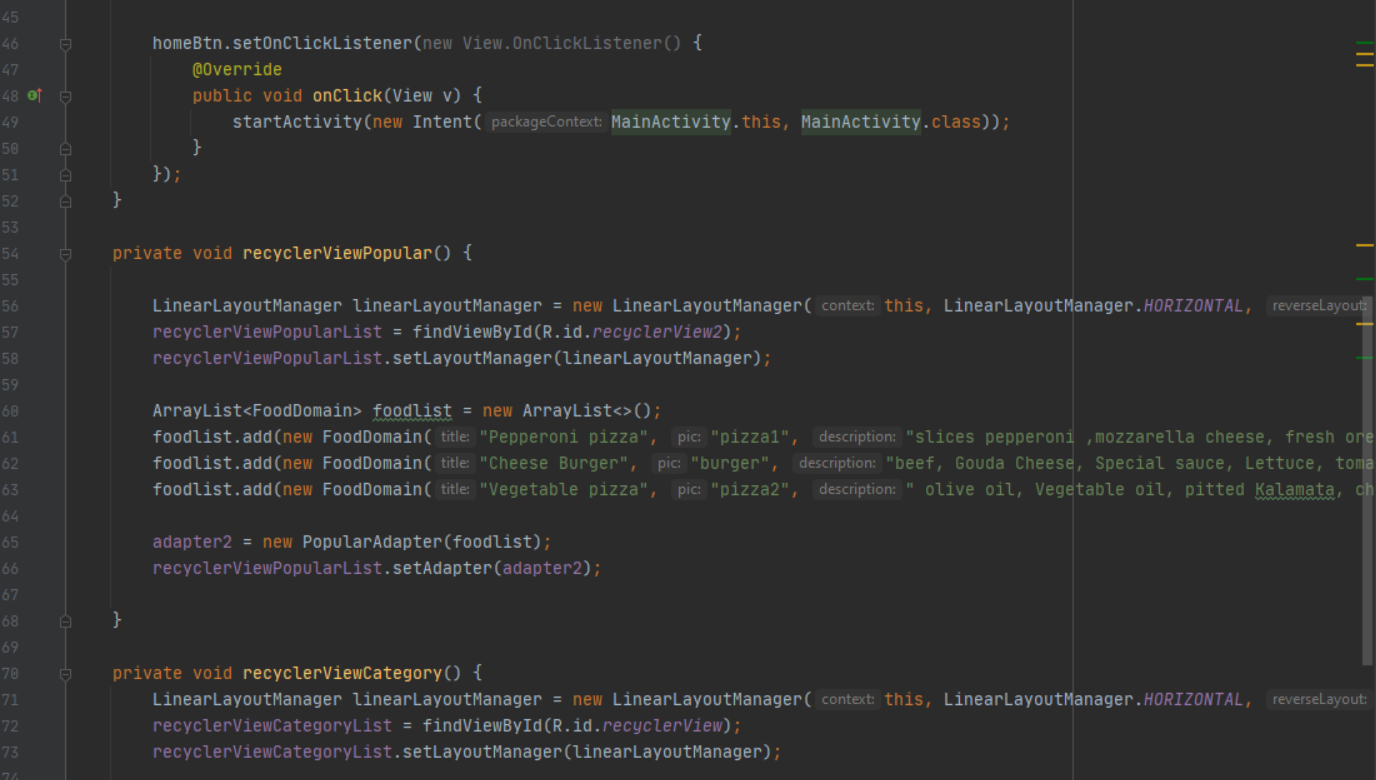 45
46 homeBtn.setOnClickListener(new View.OnClickListener() {
47 @Override
48 public void onClick(View v) {
49 startActivity(new Intent( packageContext: MainActivity.this, MainActivity.class));
50 }
51 });
52 }
53
54 private void recyclerViewPopular() {
55
56 LinearLayoutManager linearLayoutManager = new LinearLayoutManager( context: this, LinearLayoutManager.HORIZONTAL, reverseLayout:
57 recyclerViewPopularList = findViewById(R.id.recyclerView2);
58 recyclerViewPopularList.setLayoutManager(linearLayoutManager);
59
60 ArrayList<FoodDomain> foodlist = new ArrayList<>();
61 foodlist.add(new FoodDomain( title: "Pepperoni pizza", pic: "pizza1", description: "slices pepperoni ,mozzarella cheese, fresh ore
62 foodlist.add(new FoodDomain( title: "Cheese Burger", pic: "burger", description: "beef, Gouda Cheese, Special sauce, Lettuce, toma
63 foodlist.add(new FoodDomain( title: "Vegetable pizza", pic: "pizza2", description: " olive oil, Vegetable oil, pitted Kalamata, ch
64
65 adapter2 = new PopularAdapter(foodlist);
66 recyclerViewPopularList.setAdapter(adapter2);
67
68 }
69
70 private void recyclerViewCategory() {
71 LinearLayoutManager linearLayoutManager = new LinearLayoutManager( context: this, LinearLayoutManager.HORIZONTAL, reverseLayout:
72 recyclerViewCategoryList = findViewById(R.id.recyclerView);
73 recyclerViewCategoryList.setLayoutManager(linearLayoutManager);
74